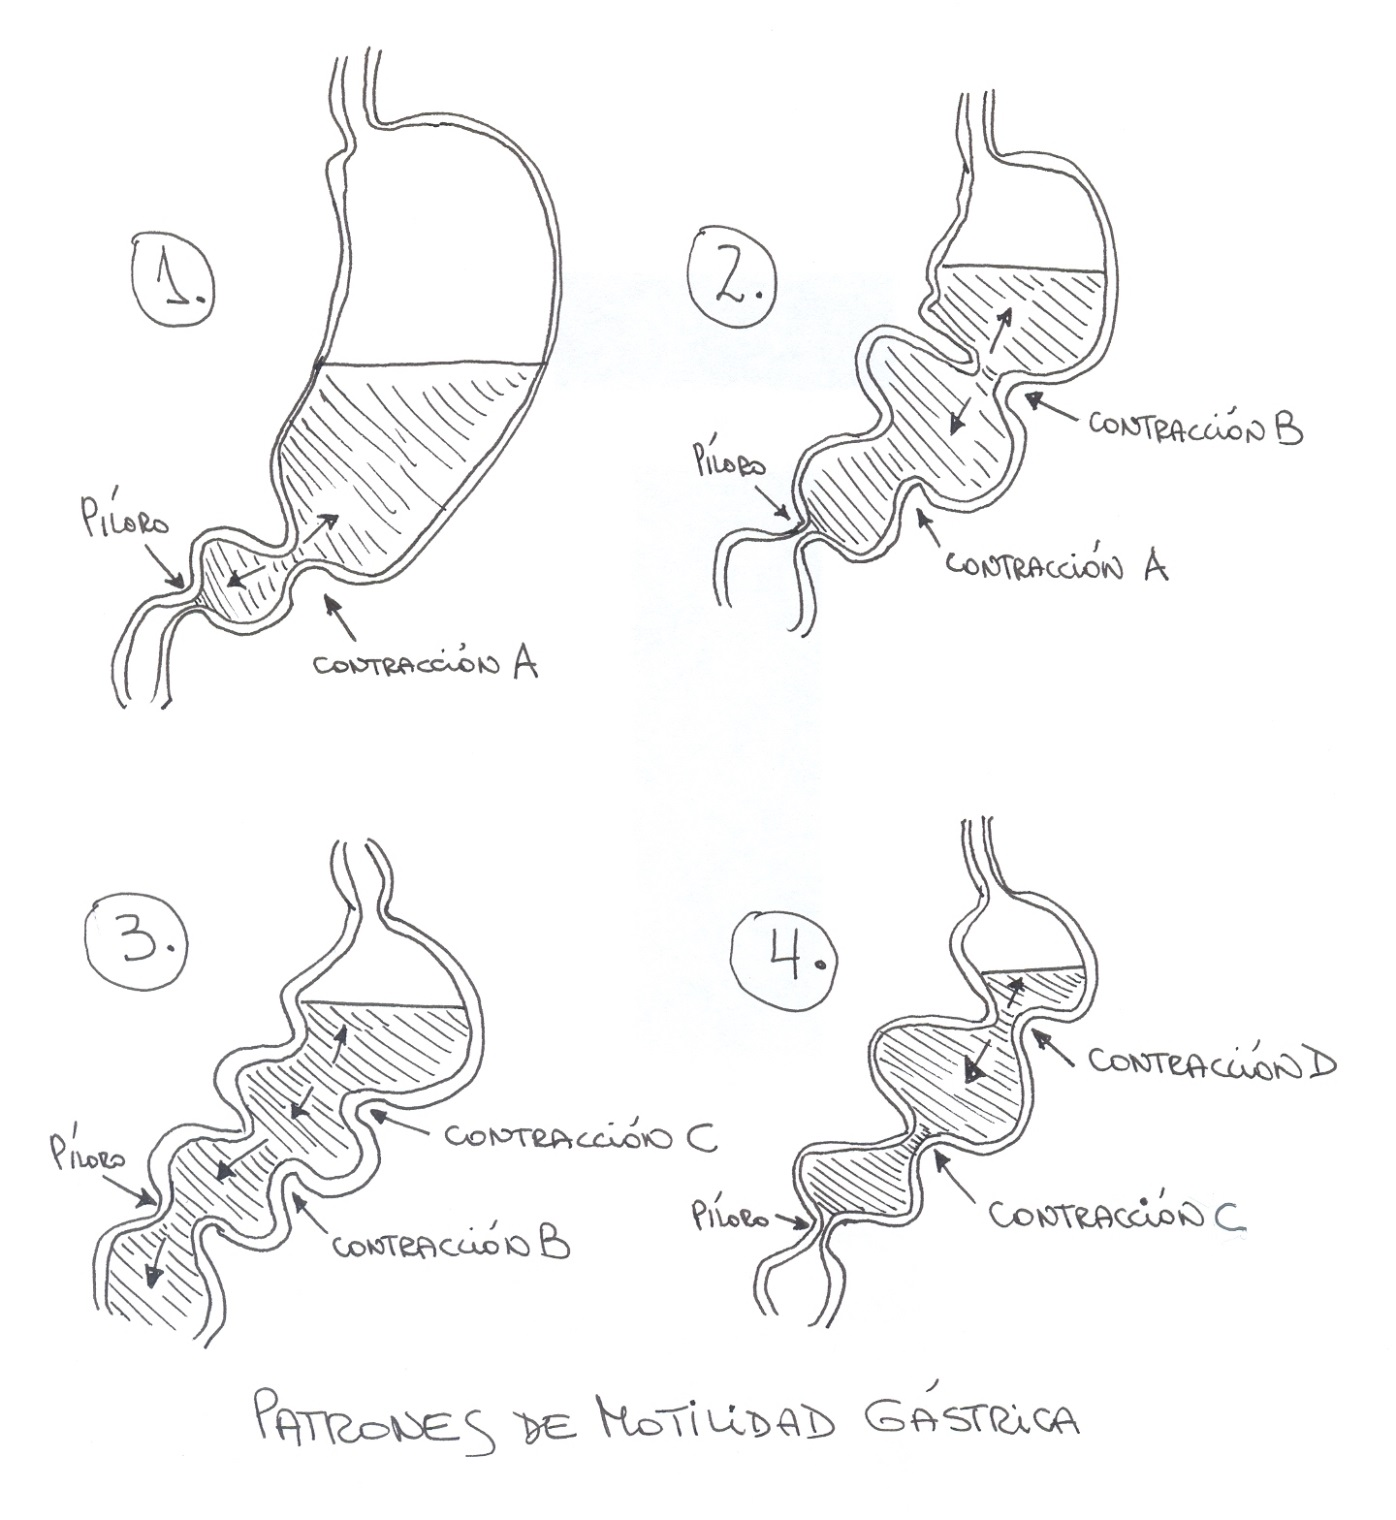 1.
PÍLORO
CONTRACCIÓN A
2.
CONTRACCIÓN B
PÍLORO
CONTRACCIÓN A
3.
CONTRACCIÓN C
PÍLORO
CONTRACCIÓN B
4.
CONTRACCIÓN D
PÍLORO
CONTRACCIÓN C
PATRONES DE MOTILIDAD GÁSTRICA